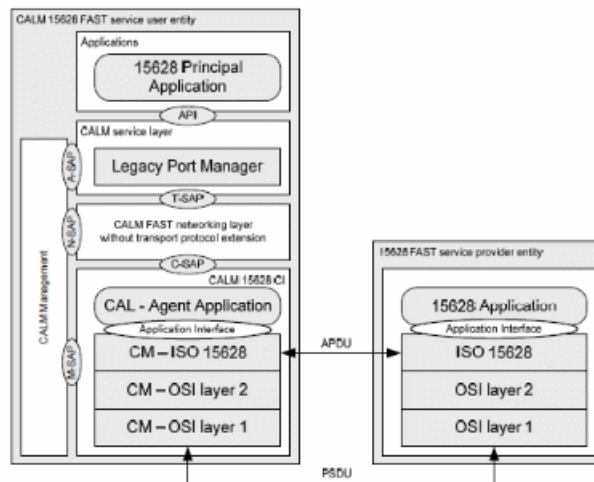 CALM 15628 FAST service user entity
Applications
15628 Principal
Application
API
CALM service layer
Legacy Port Manager
A-SAP
T-SAP
CALM FAST networking layer
without transport protocol extension
N-SAP
C-SAP
CALM 15628 CI
CALM Management
CAL - Agent Application
Application Interface
CM – ISO 15628
M-SAP
CM – OSI layer 2
CM – OSI layer 1
APDU
PSDU
15628 FAST service provider entity
15628 Application
Application Interface
ISO 15628
OSI layer 2
OSI layer 1